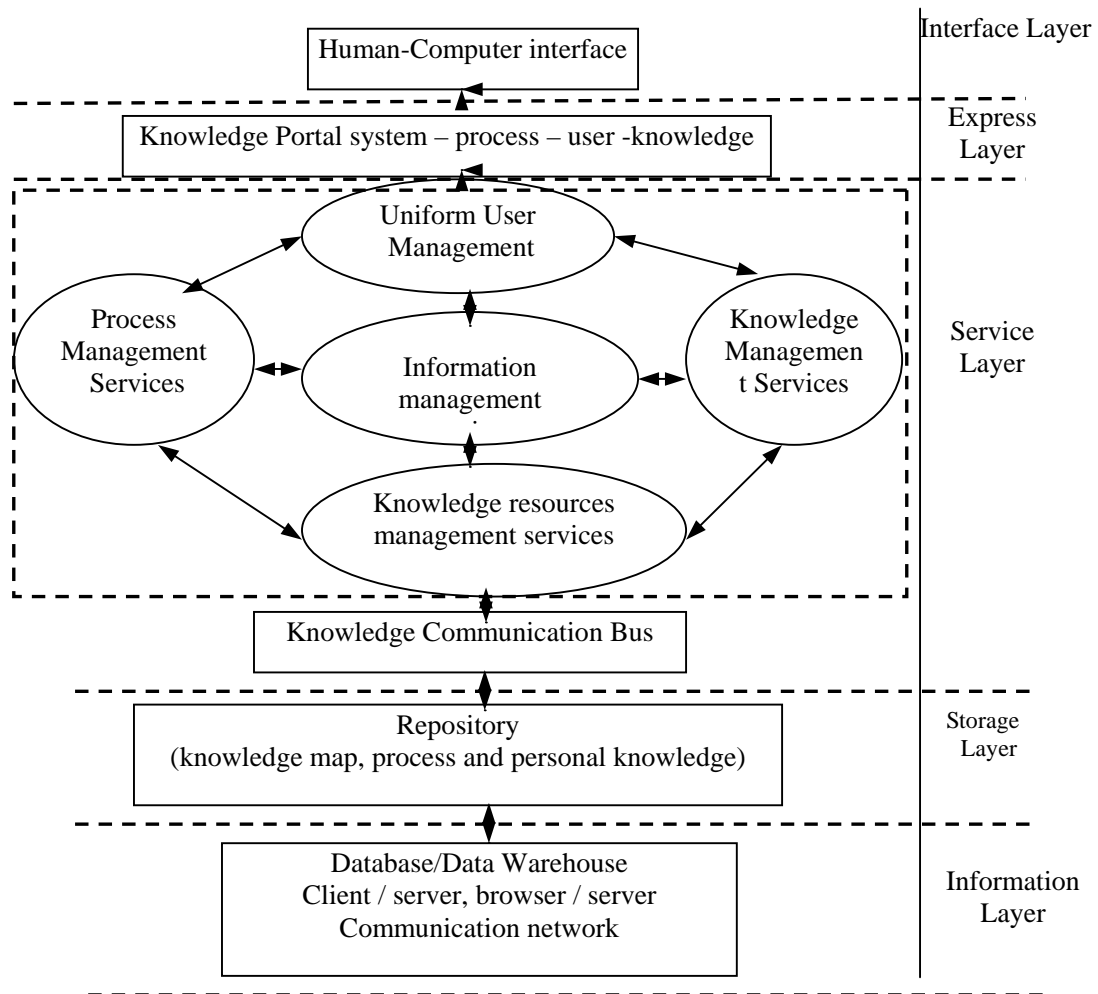 Interface Layer
Human-Computer interface
Express
Layer
Knowledge Portal system – process – user -knowledge
Uniform User
Management
Process
Management
Services
Information
management
Knowledge
Managemen
t Services
Service
Layer
Knowledge resources
management services
Knowledge Communication Bus
Storage
Layer
Repository
(knowledge map, process and personal knowledge)
Database/Data Warehouse
Client / server, browser / server
Communication network
Information
Layer